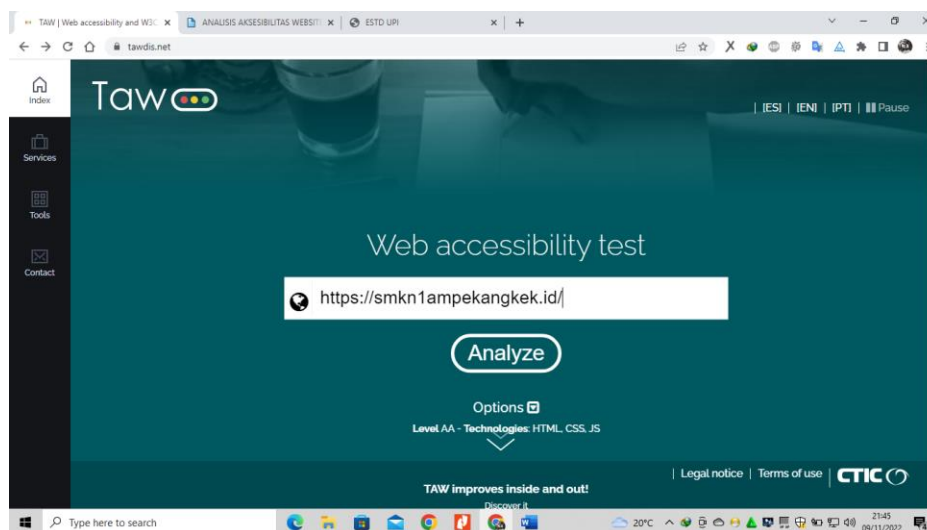 TAW | Web accessibility and W3C
ANALISIS AKSESIBILITAS WEBSITE
ESTD UPI
tawdis.net
Index
Taw
| [ES] | [EN] | [PT] | Pause
Services
Tools
Contact
Web accessibility test
https://smkn1ampekangkek.id/
Analyze
Options
Level AA - Technologies: HTML, CSS, JS
| Legal notice | Terms of use | CTIC
TAW improves inside and out!
Discover it
Type here to search
20°C
21:45
09/11/2022